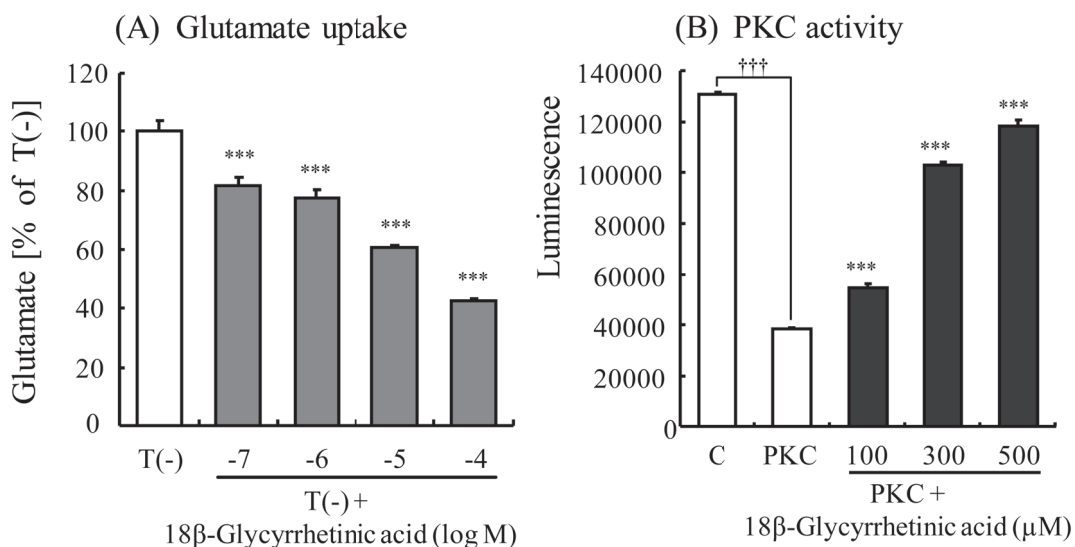 (A) Glutamate uptake
Glutamate [% of T(-)]
120
100
80
60
40
20
0
***
***
***
***
T(-)
-7
-6
-5
-4
T(-) +
18β-Glycyrrhetinic acid (log M)
(B) PKC activity
Luminescence
140000
120000
100000
80000
60000
40000
20000
0
†††
***
***
***
C
PKC
100
300
500
PKC +
18β-Glycyrrhetinic acid (µM)